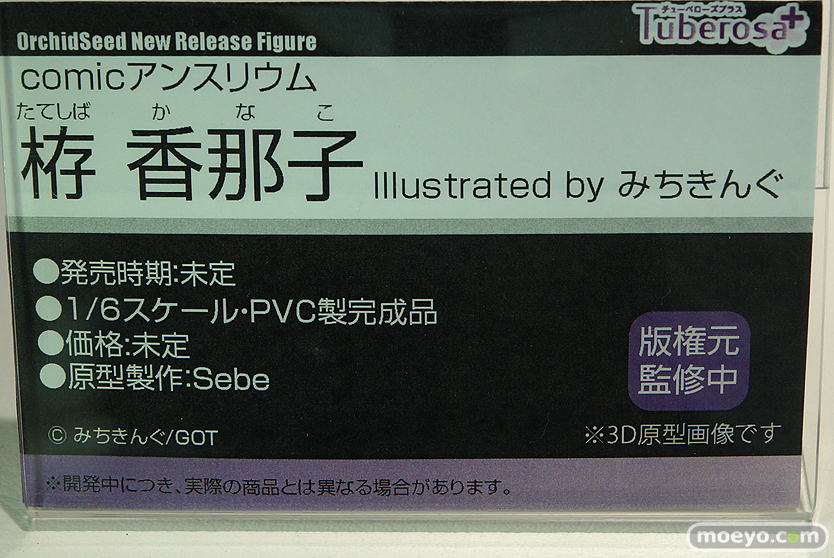 チューベローズプラス
Tuberosa+
OrchidSeed New Release Figure
comicアンスリウム
たてしば か な こ
栫 香那子 Illustrated by みちきんぐ
●発売時期:未定
●1/6スケール・PVC製完成品
●価格:未定
●原型製作:Sebe
版権元
監修中
© みちきんぐ/GOT
※3D原型画像です
※開発中につき、実際の商品とは異なる場合があります。
moeyo.com